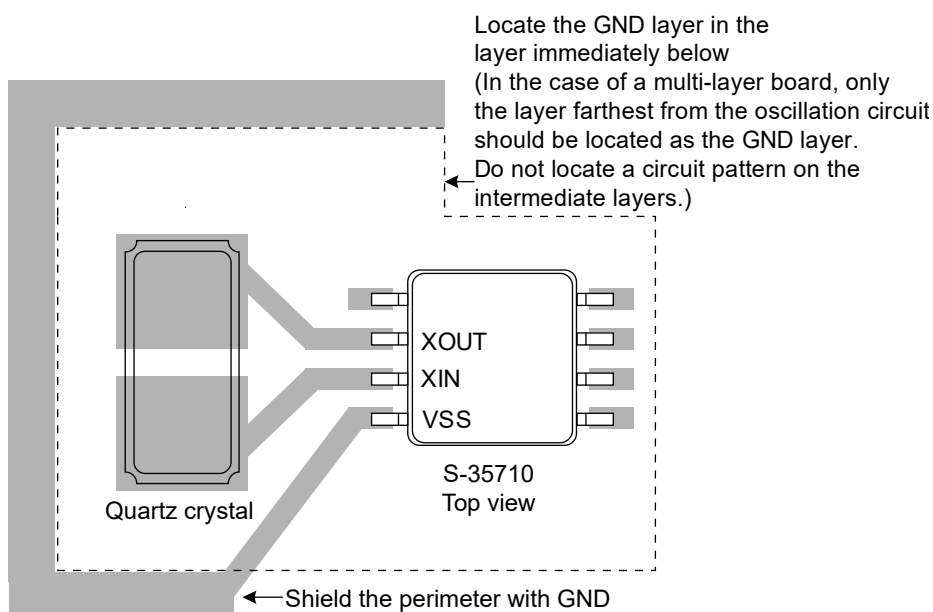 Locate the GND layer in the
layer immediately below
(In the case of a multi-layer board, only
the layer farthest from the oscillation circuit
should be located as the GND layer.
Do not locate a circuit pattern on the
intermediate layers.)
XOUT
XIN
VSS
S-35710
Top view
Quartz crystal
Shield the perimeter with GND